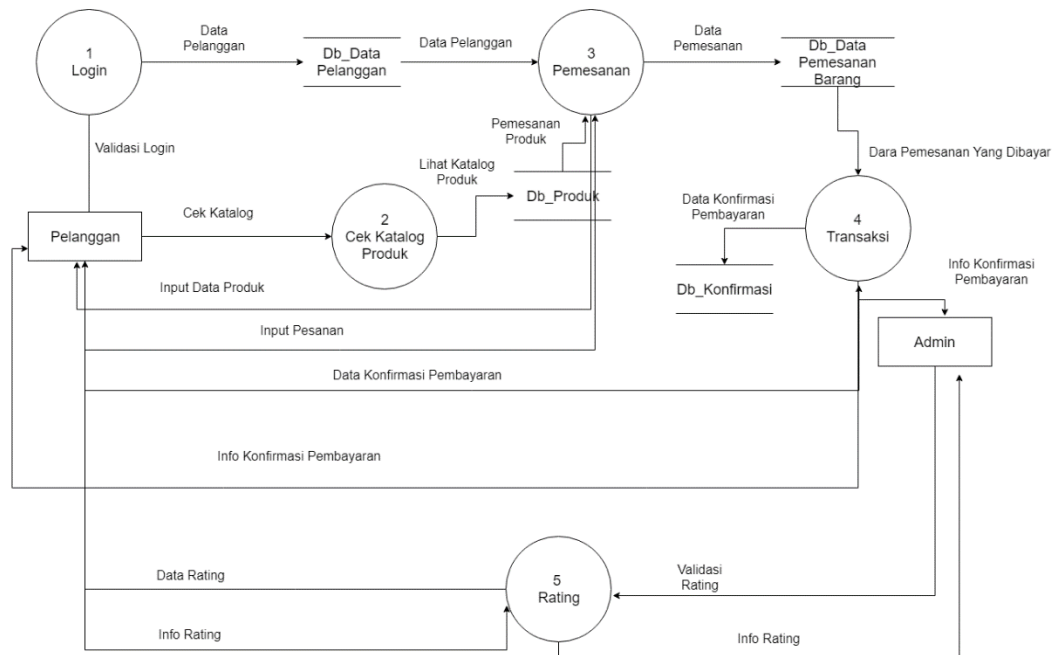 Data
Pelanggan
1
Login
Db_Data
Pelanggan
Data Pelanggan
3
Pemesanan
Data
Pemesanan
Db_Data
Pemesanan
Barang
Validasi Login
Pemesanan
Produk
Dara Pemesanan Yang Dibayar
Lihat Katalog
Produk
Db_Produk
Cek Katalog
Pelanggan
2
Cek Katalog
Produk
Data Konfirmasi
Pembayaran
4
Transaksi
Db_Konfirmasi
Info Konfirmasi
Pembayaran
Input Data Produk
Input Pesanan
Admin
Data Konfirmasi Pembayaran
Info Konfirmasi Pembayaran
Data Rating
5
Rating
Validasi
Rating
Info Rating
Info Rating